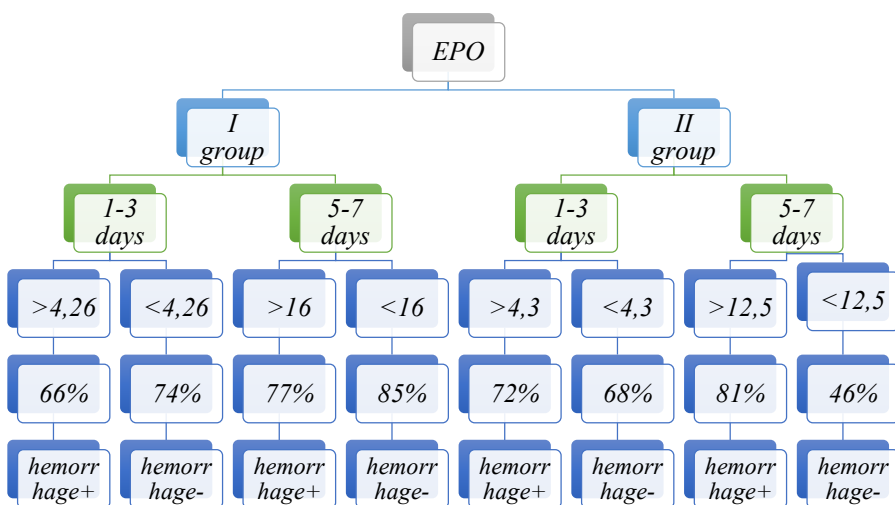 EPO
I
group
II
group
1-3
days
5-7
days
1-3
days
5-7
days
>4,26
<4,26
>16
<16
>4,3
<4,3
>12,5
<12,5
66%
74%
77%
85%
72%
68%
81%
46%
hemorr
hage+
hemorr
hage-
hemorr
hage+
hemorr
hage-
hemorr
hage+
hemorr
hage-
hemorr
hage+
hemorr
hage-